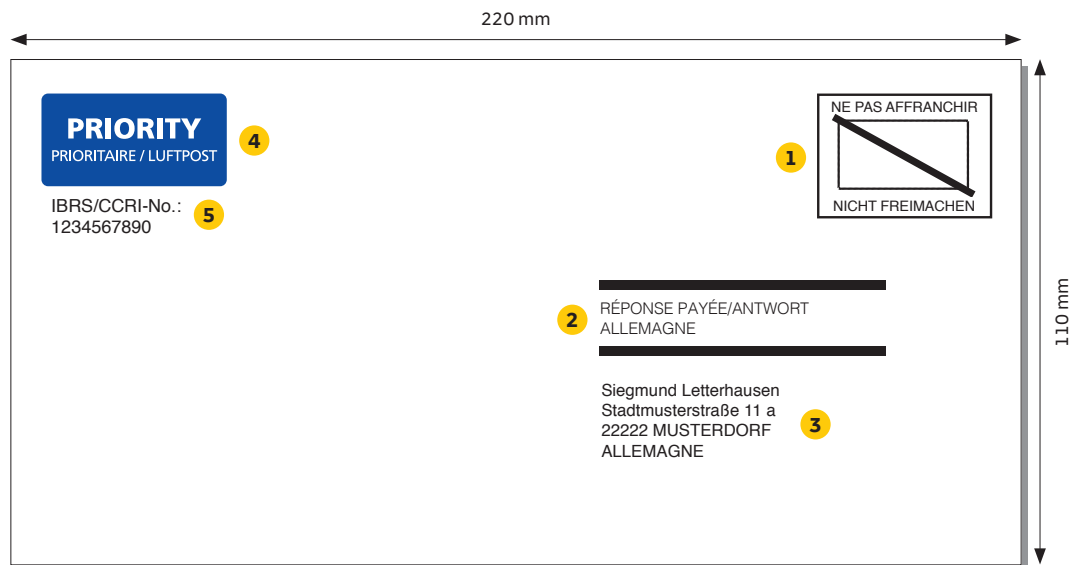 220 mm
PRIORITY
PRIORITAIRE / LUFTPOST
4
IBRS/CCRI-No.:
1234567890
5
NE PAS AFFRANCHIR
1
NICHT FREIMACHEN
RÉPONSE PAYÉE/ANTWORT
ALLEMAGNE
2
Siegmund Letterhausen
Stadtmusterstraße 11 a
22222 MUSTERDORF
ALLEMAGNE
3
110 mm